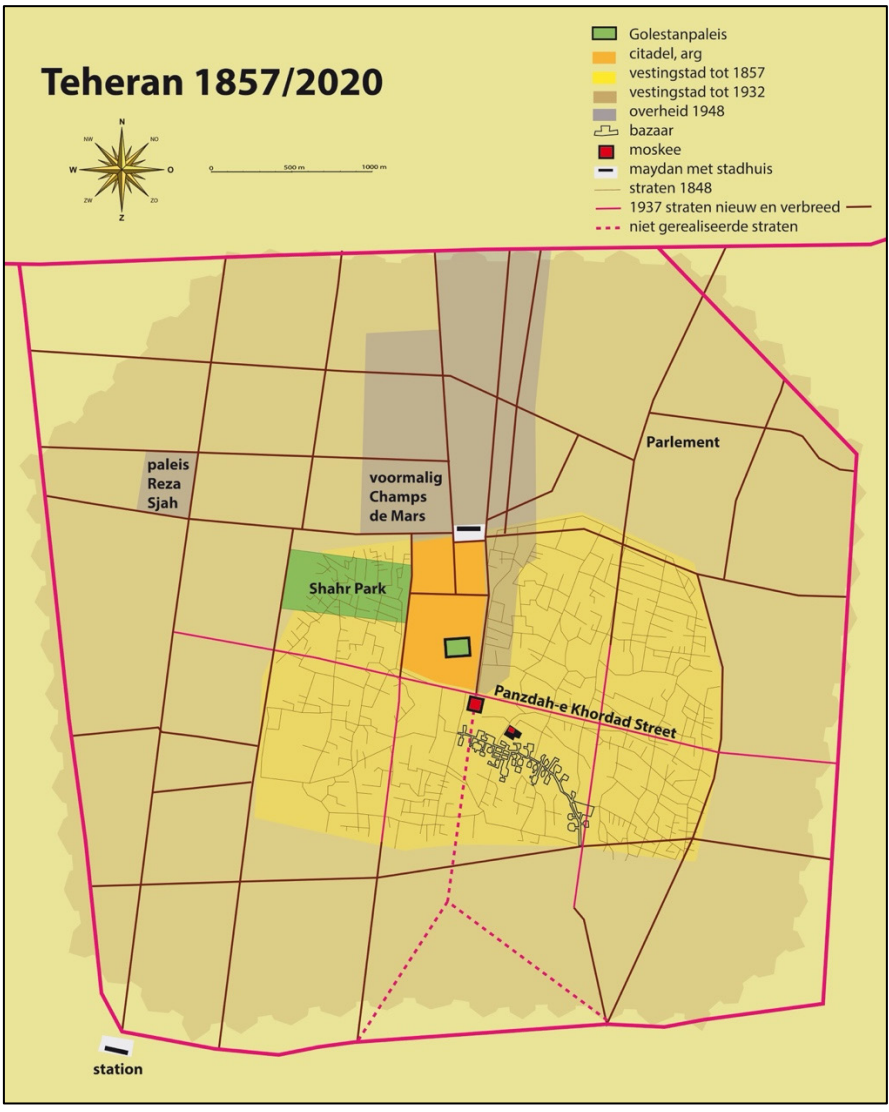 Teheran 1857/2020
N
NW
NO
W
O
ZW
ZO
Z
0
500 m
1000 m
Golestanpaleis
citadel, arg
vestingstad tot 1857
vestingstad tot 1932
overheid 1948
bazaar
moskee
maydan met stadhuis
straten 1848
1937 straten nieuw en verbreed
niet gerealiseerde straten
Parlement
paleis
Reza
Sjah
voormalig
Champs
de Mars
Shahr Park
Panzdah-e Khordad Street
station